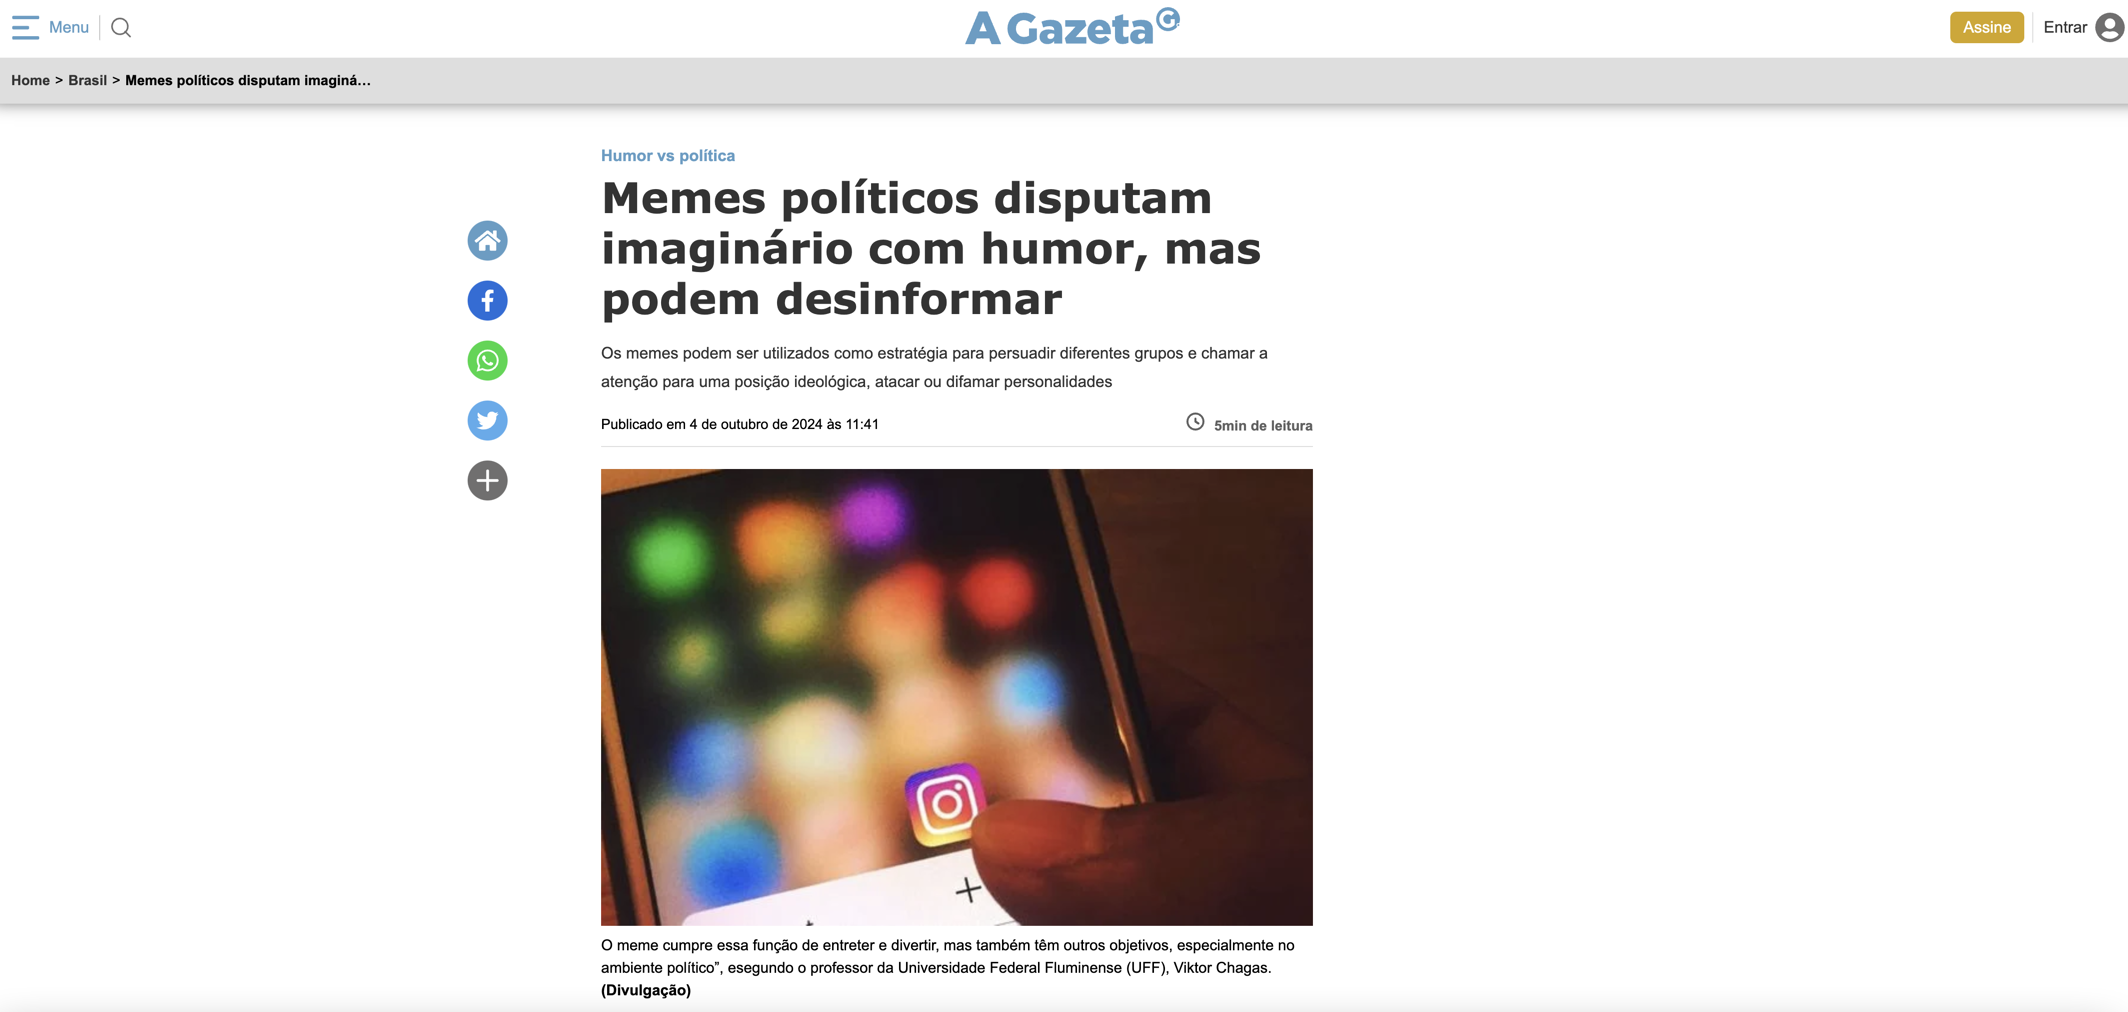 Menu
A Gazeta
Assine
Entrar
Home > Brasil > Memes políticos disputam imaginá...
Humor vs política
Memes políticos disputam
imaginário com humor, mas
podem desinformar
Os memes podem ser utilizados como estratégia para persuadir diferentes grupos e chamar a
atenção para uma posição ideológica, atacar ou difamar personalidades
Publicado em 4 de outubro de 2024 às 11:41
5min de leitura
O meme cumpre essa função de entreter e divertir, mas também têm outros objetivos, especialmente no
ambiente político”, esegundo o professor da Universidade Federal Fluminense (UFF), Viktor Chagas.
(Divulgação)